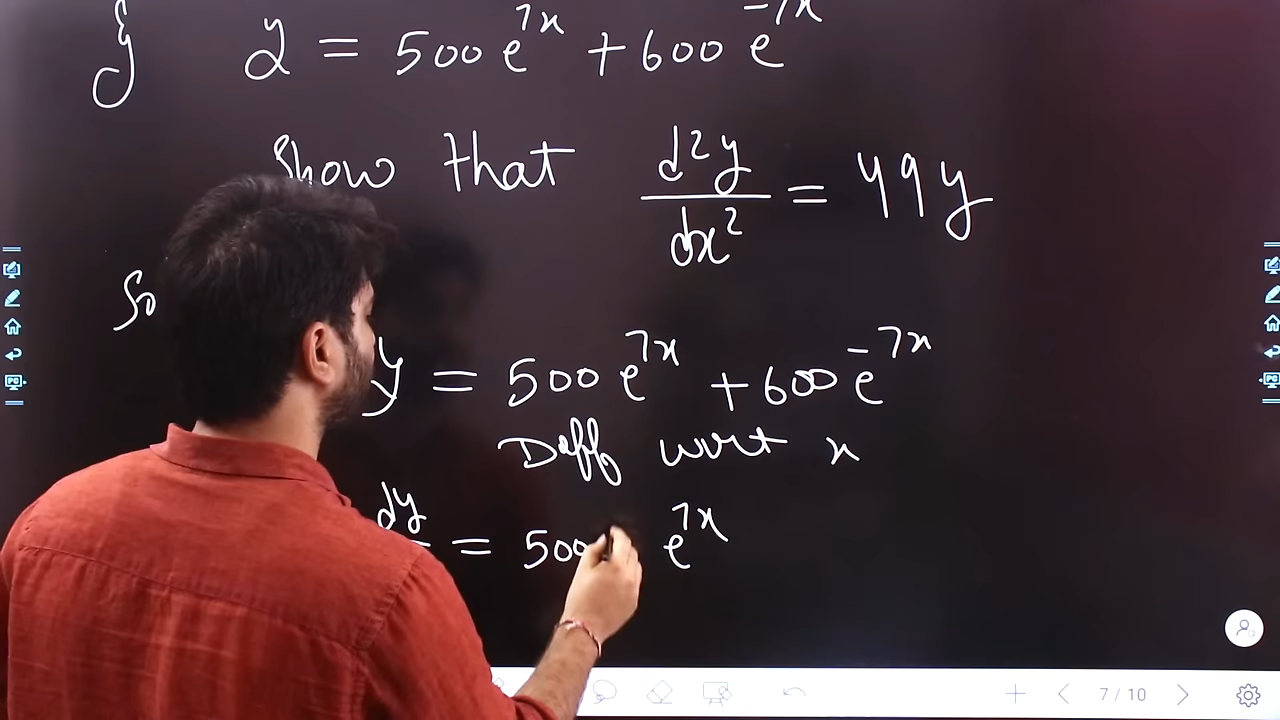 If y = 500e^{7x} + 600e^{-7x}
Show that d²y/dx² = 49y
So
y = 500e^{7x} + 600e^{-7x}
Diff wrt x
dy = 500 e^{7x}
7 / 10